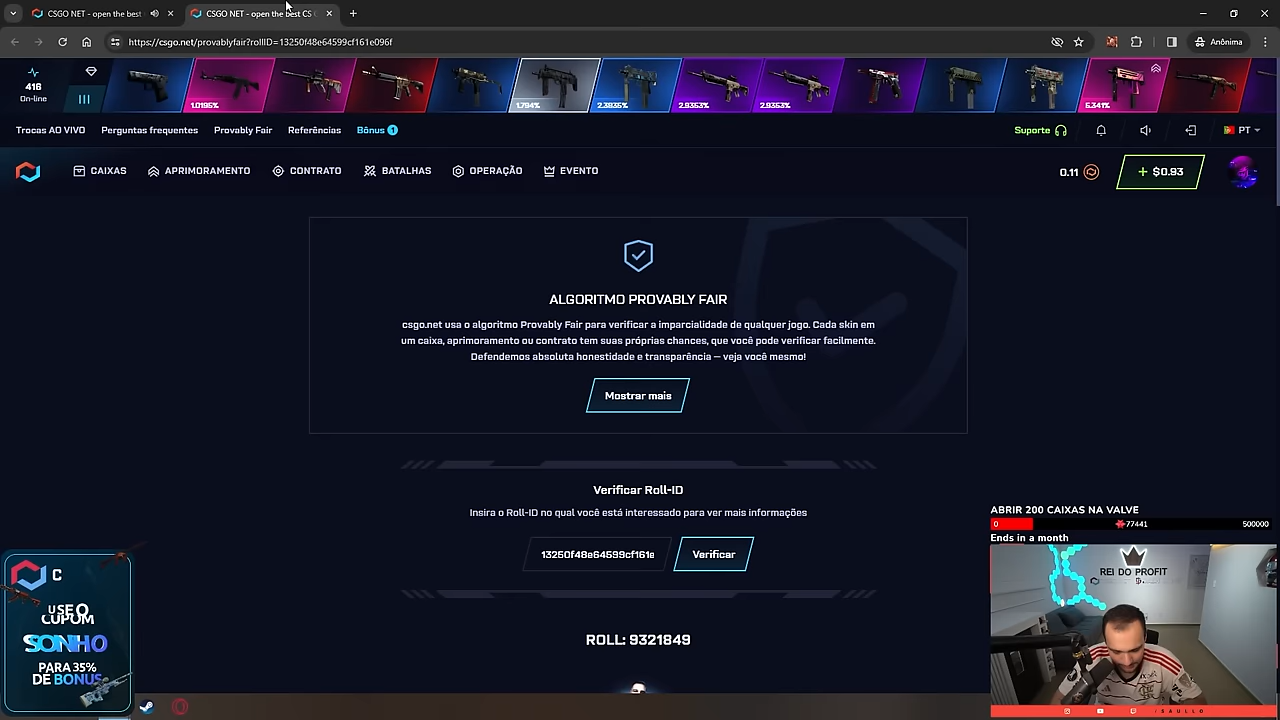 CSGO NET - open the best
CSGO NET - open the best CS (
https://csgo.net/provablyfair?rollID=13250f48e64599cf161e096f
Anônima
416
On-line
1.0195%
1.794%
2.3935%
2.9353%
2.9353%
5.341%
Trocas AO VIVO
Perguntas frequentes
Provably Fair
Referências
Bônus 1
Suporte
PT
CAIXAS
APRIMORAMENTO
CONTRATO
BATALHAS
OPERAÇÃO
EVENTO
0.11
+ $0.93
ALGORITMO PROVABLY FAIR
csgo.net usa o algoritmo Provably Fair para verificar a imparcialidade de qualquer jogo. Cada skin em
um caixa, aprimoramento ou contrato tem suas próprias chances, que você pode verificar facilmente.
Defendemos absoluta honestidade e transparência — veja você mesmo!
Mostrar mais
Verificar Roll-ID
Insira o Roll-ID no qual você está interessado para ver mais informações
13250f48e64599cf161e
Verificar
ROLL: 9321849
C
USE O
CUPOM
SONHO
PARA 35%
DE BONUS
ABRIR 200 CAIXAS NA VALVE
0
77441
500000
Ends in a month
REI DO PROFIT
SAULLO